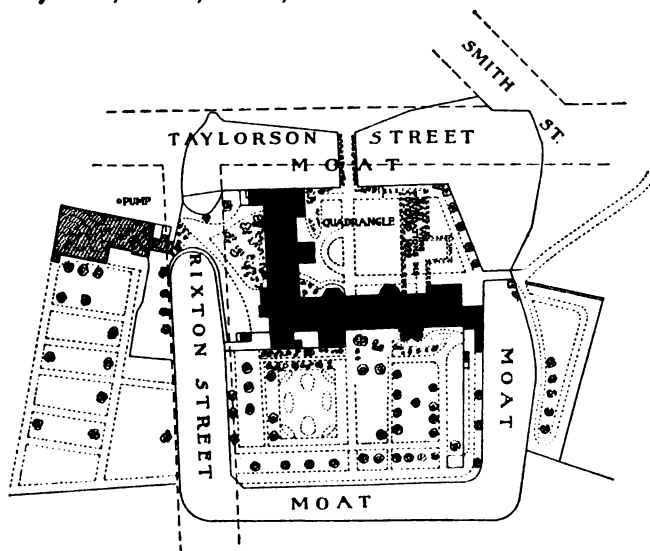 SMITH ST.
TAYLORSON STREET
MOAT
PUMP
QUADRANGLE
RIXTON STREET
MOAT
MOAT